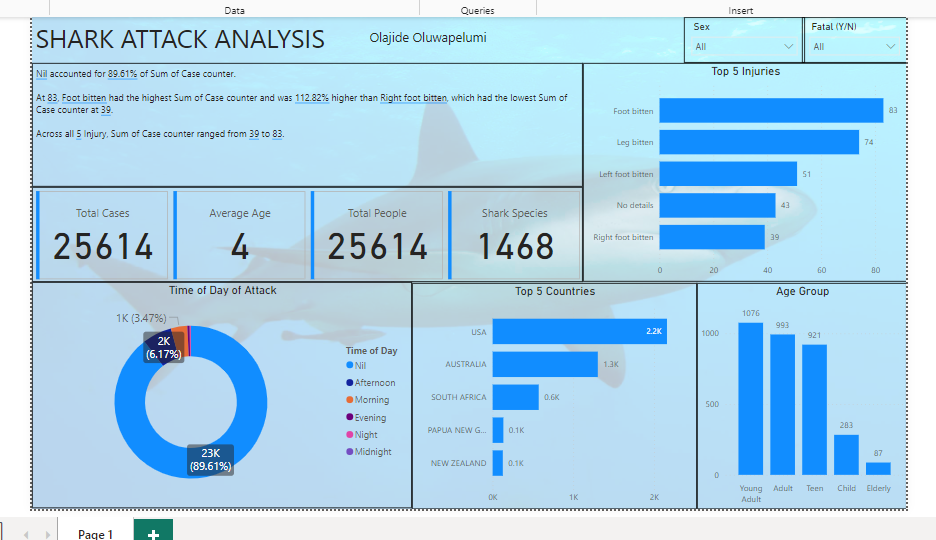 Data
Queries
Insert
SHARK ATTACK ANALYSIS
Olajide Oluwapelumi
Sex
All
Fatal (Y/N)
All
Nil accounted for 89.61% of Sum of Case counter.
At 83, Foot bitten had the highest Sum of Case counter and was 112.82% higher than Right foot bitten, which had the lowest Sum of
Case counter at 39.
Across all 5 Injury, Sum of Case counter ranged from 39 to 83.
Top 5 Injuries
Foot bitten
83
Leg bitten
74
Left foot bitten
51
No details
43
Right foot bitten
39
0 20 40 60 80
Total Cases
25614
Average Age
4
Total People
25614
Shark Species
1468
Time of Day of Attack
1K (3.47%)
2K
(6.17%)
23K
(89.61%)
Time of Day
Nil
Afternoon
Morning
Evening
Night
Midnight
Top 5 Countries
USA
2.2K
AUSTRALIA
1.3K
SOUTH AFRICA
0.6K
PAPUA NEW G...
0.1K
NEW ZEALAND
0.1K
0K 1K 2K
Age Group
1000
500
0
1076
993
921
283
87
Young
Adult
Adult
Teen
Child
Elderly
Page 1
+